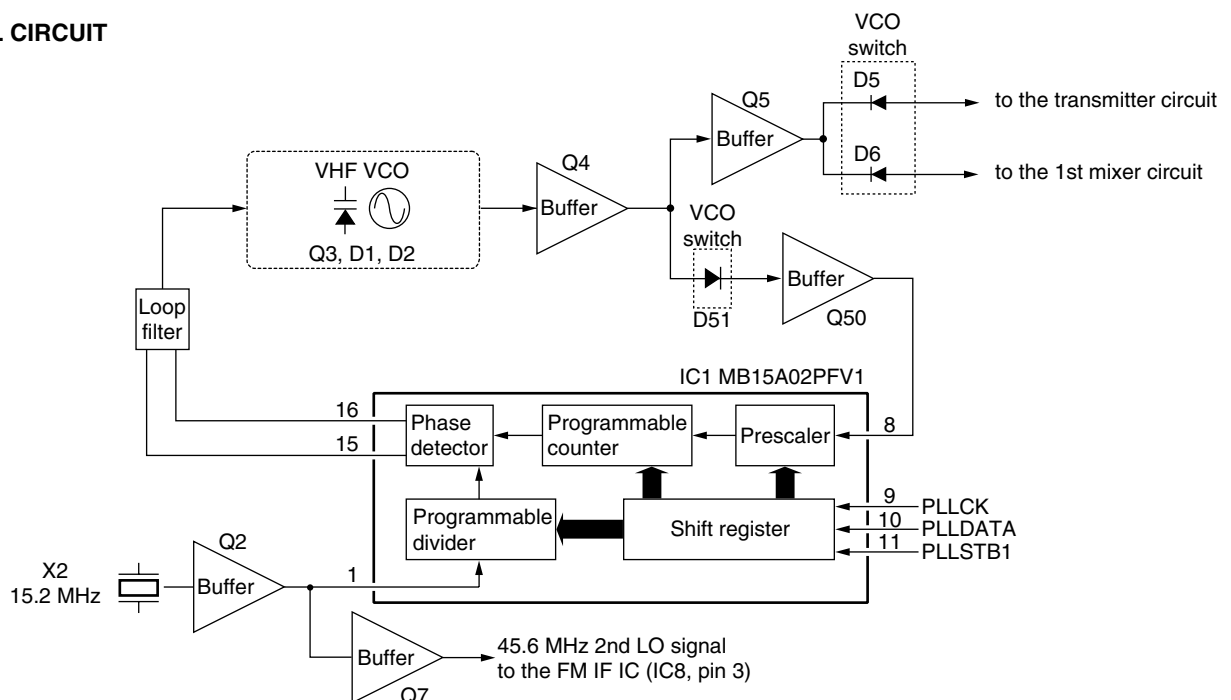 CIRCUIT
VCO
switch
D5
D6
to the transmitter circuit
to the 1st mixer circuit
Q5
Buffer
Q4
Buffer
VHF VCO
Q3, D1, D2
VCO
switch
D51
Buffer
Q50
Loop
filter
IC1 MB15A02PFV1
16
15
Phase
detector
Programmable
counter
Prescaler
8
Programmable
divider
Shift register
9
PLLCK
10
PLLDATA
11
PLLSTB1
X2
15.2 MHz
Q2
Buffer
1
Buffer
Q7
45.6 MHz 2nd LO signal
to the FM IF IC (IC8, pin 3)